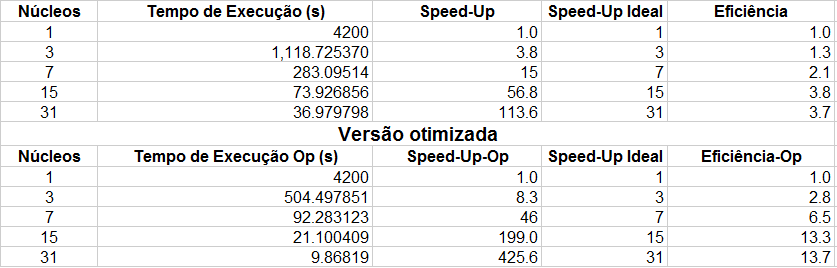 Núcleos Tempo de Execução (s) Speed-Up Speed-Up Ideal Eficiência
1 4200 1.0 1 1.0
3 1,118.725370 3.8 3 1.3
7 283.09514 15 7 2.1
15 73.926856 56.8 15 3.8
31 36.979798 113.6 31 3.7
Versão otimizada
Núcleos Tempo de Execução Op (s) Speed-Up-Op Speed-Up Ideal Eficiência-Op
1 4200 1.0 1 1.0
3 504.497851 8.3 3 2.8
7 92.283123 46 7 6.5
15 21.100409 199.0 15 13.3
31 9.86819 425.6 31 13.7